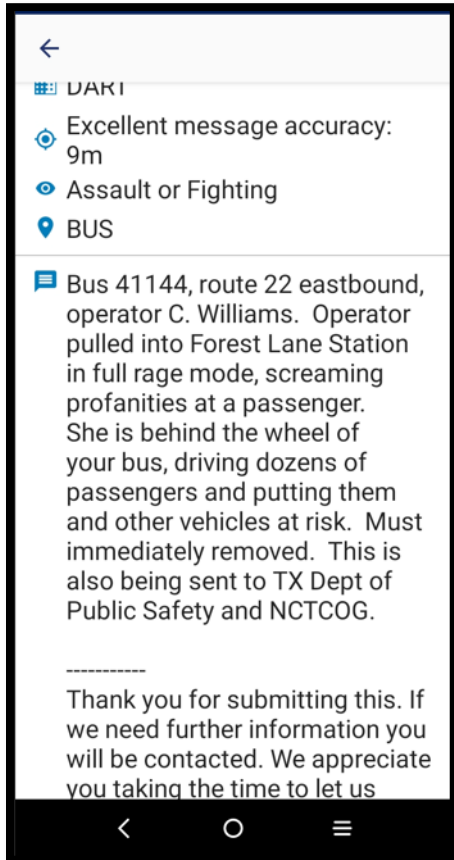 DART
Excellent message accuracy:
9m
Assault or Fighting
BUS
Bus 41144, route 22 eastbound,
operator C. Williams.  Operator
pulled into Forest Lane Station
in full rage mode, screaming
profanities at a passenger.
She is behind the wheel of
your bus, driving dozens of
passengers and putting them
and other vehicles at risk.  Must
immediately removed.  This is
also being sent to TX Dept of
Public Safety and NCTCOG.
-----------
Thank you for submitting this. If
we need further information you
will be contacted. We appreciate
you taking the time to let us